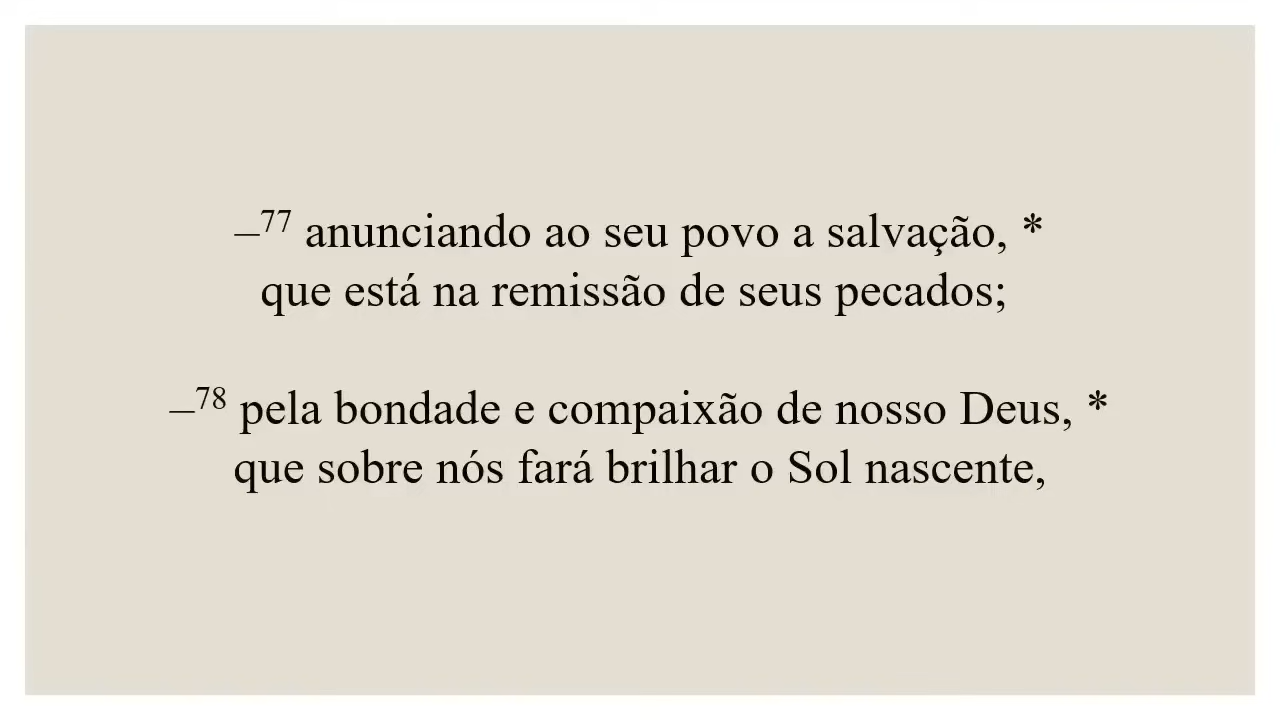 –77 anunciando ao seu povo a salvação, *
que está na remissão de seus pecados;
–78 pela bondade e compaixão de nosso Deus, *
que sobre nós fará brilhar o Sol nascente,